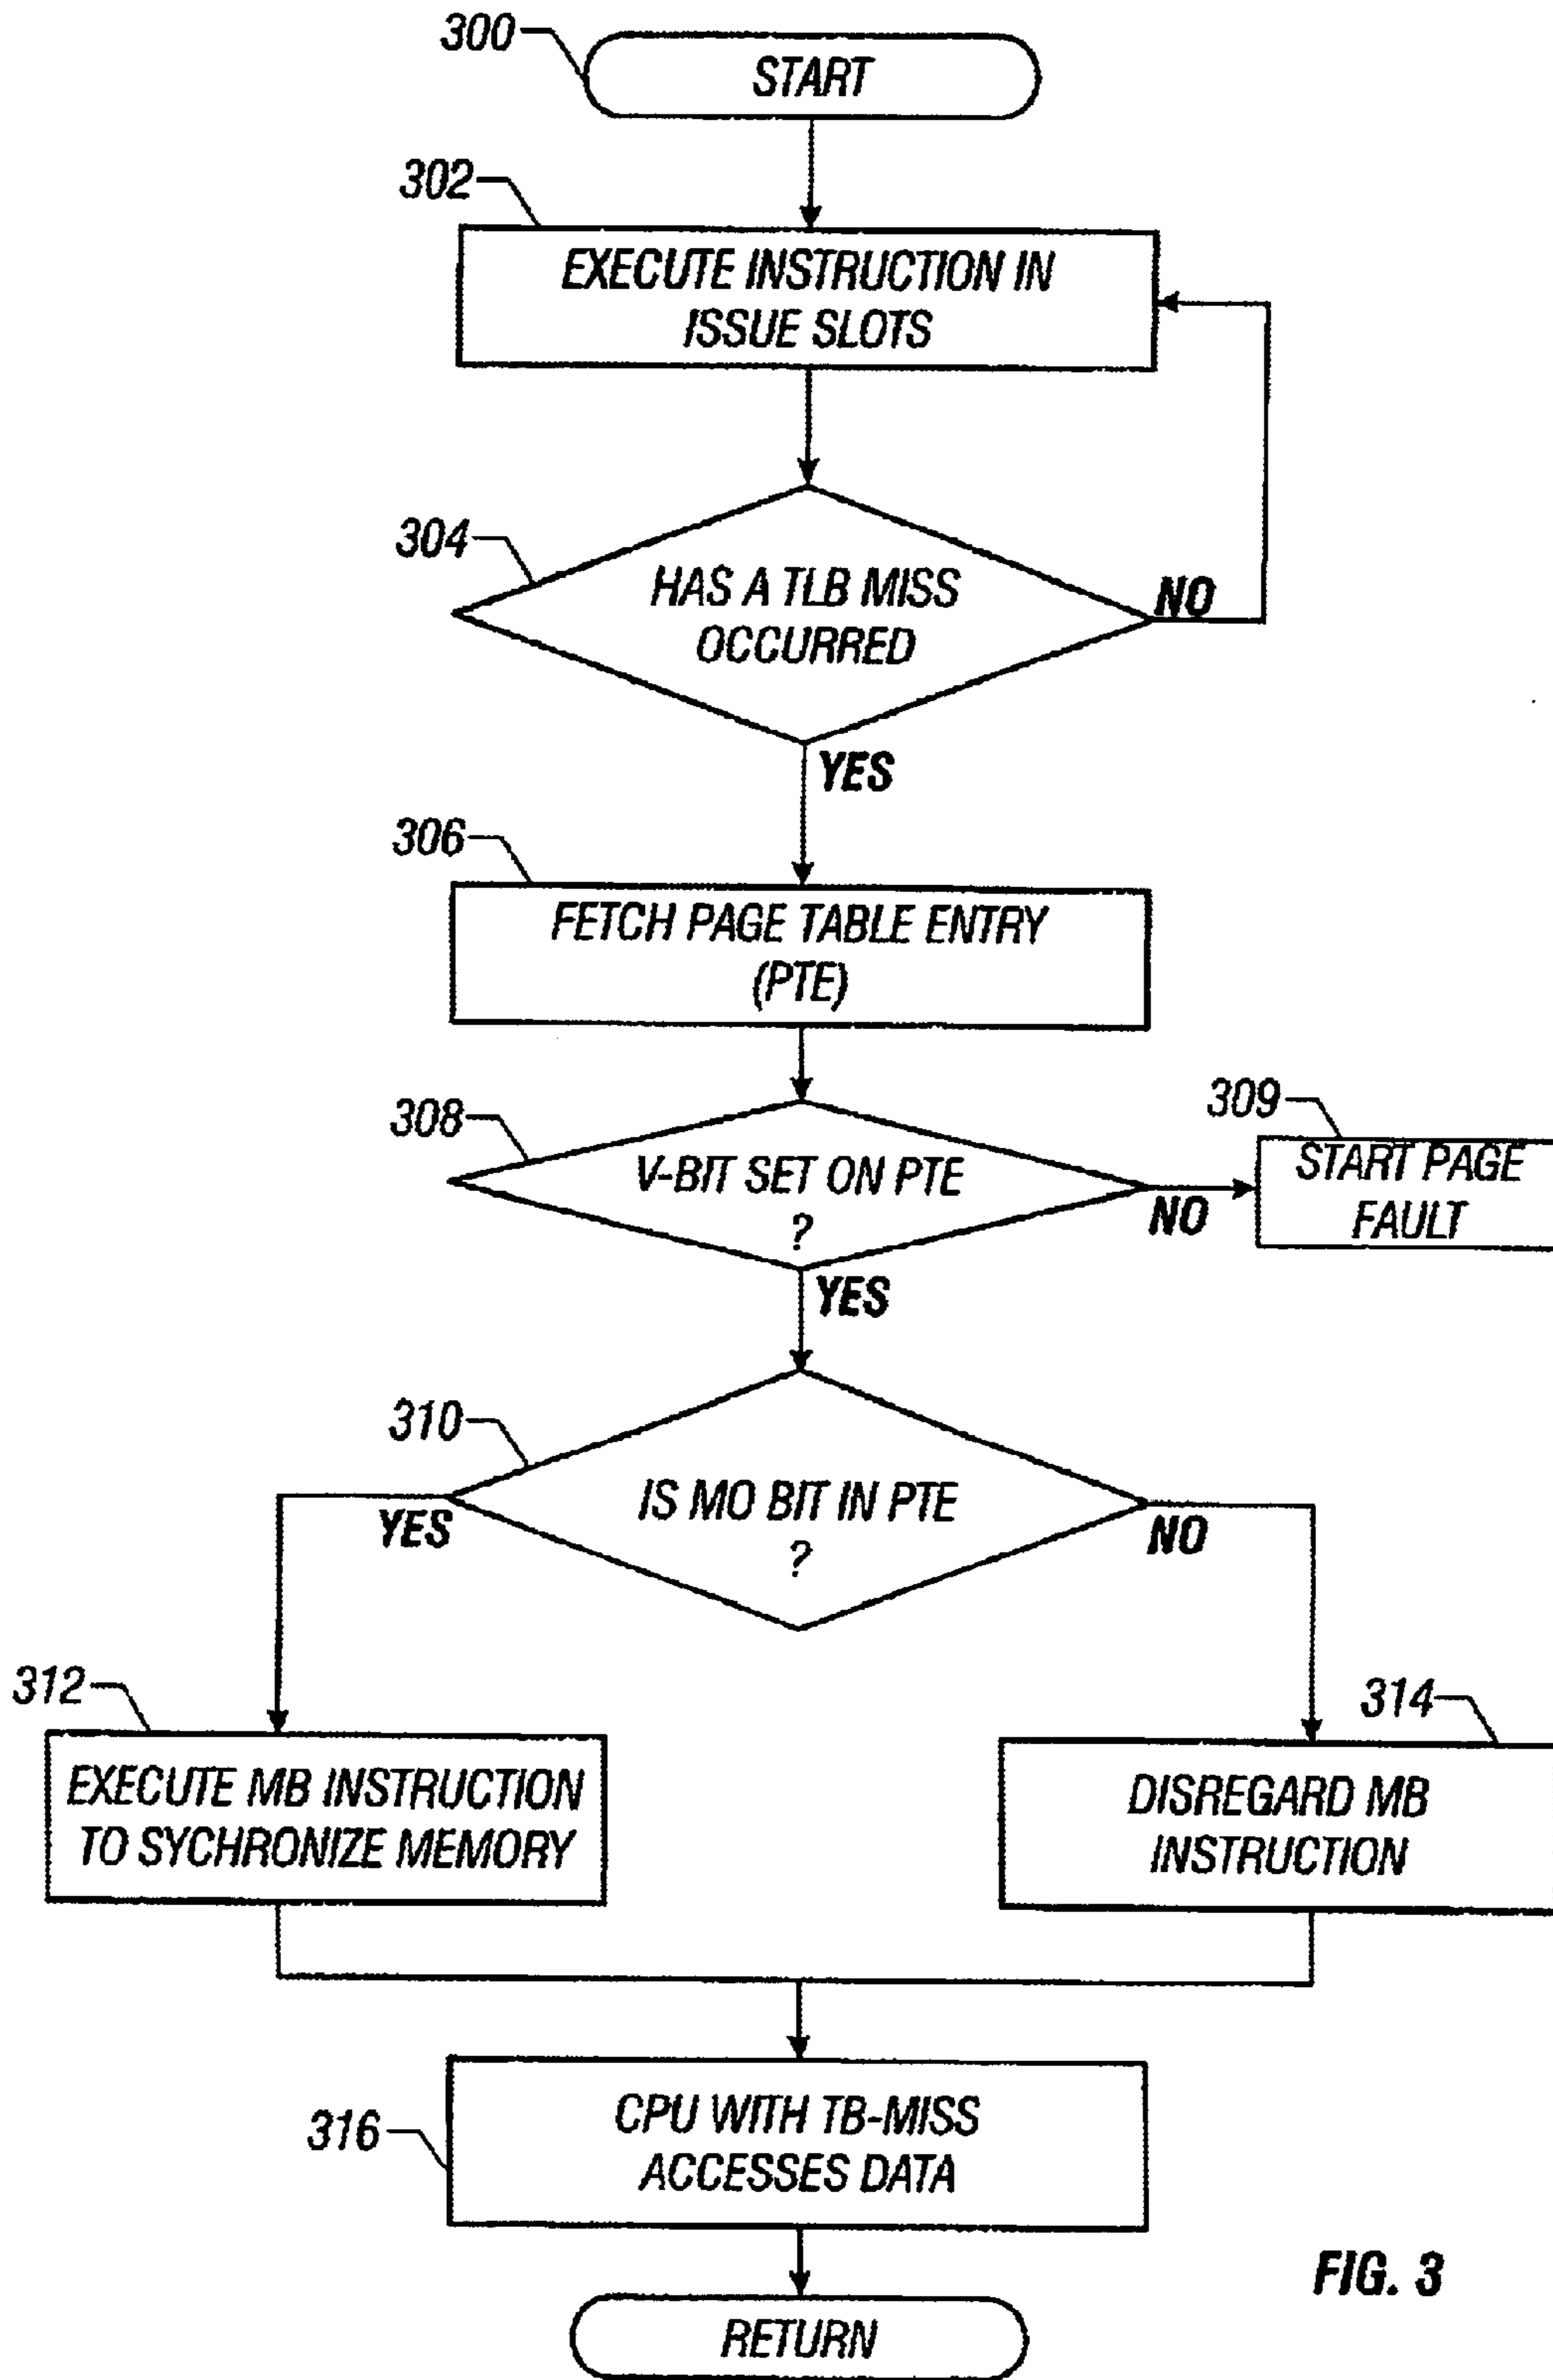 300
START
302
EXECUTE INSTRUCTION IN
ISSUE SLOTS
304
HAS A TLB MISS
OCCURRED
NO
YES
306
FETCH PAGE TABLE ENTRY
(PTE)
308
V-BIT SET ON PTE
?
NO
309
START PAGE
FAULT
YES
310
IS MO BIT IN PTE
?
YES
NO
312
EXECUTE MB INSTRUCTION
TO SYCHRONIZE MEMORY
314
DISREGARD MB
INSTRUCTION
316
CPU WITH TB-MISS
ACCESSES DATA
RETURN
FIG. 3